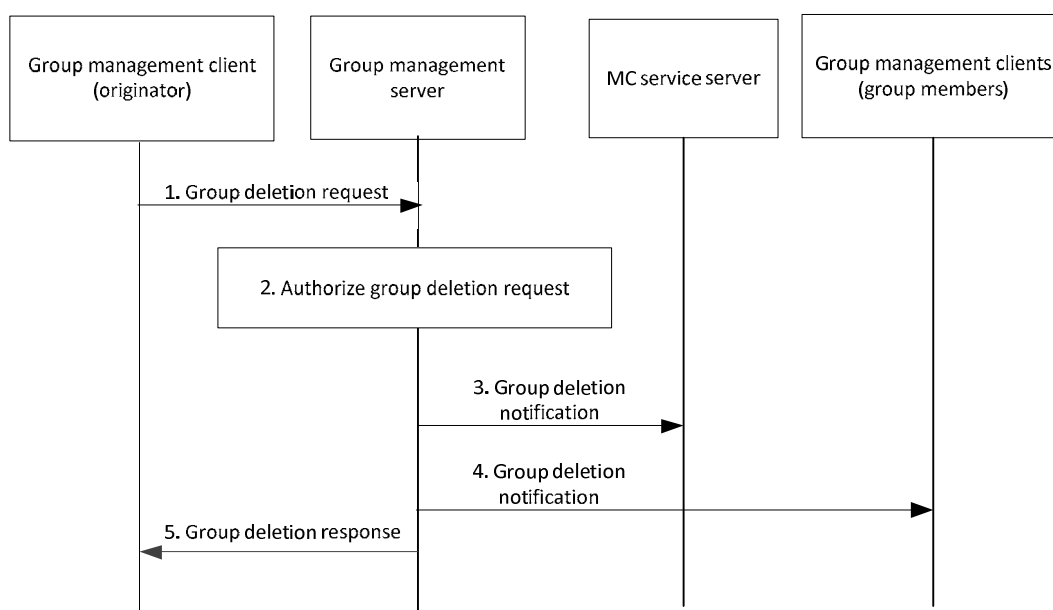 Group management client
(originator)
Group management
server
MC service server
Group management clients
(group members)
1. Group deletion request
2. Authorize group deletion request
3. Group deletion
notification
4. Group deletion
notification
5. Group deletion response